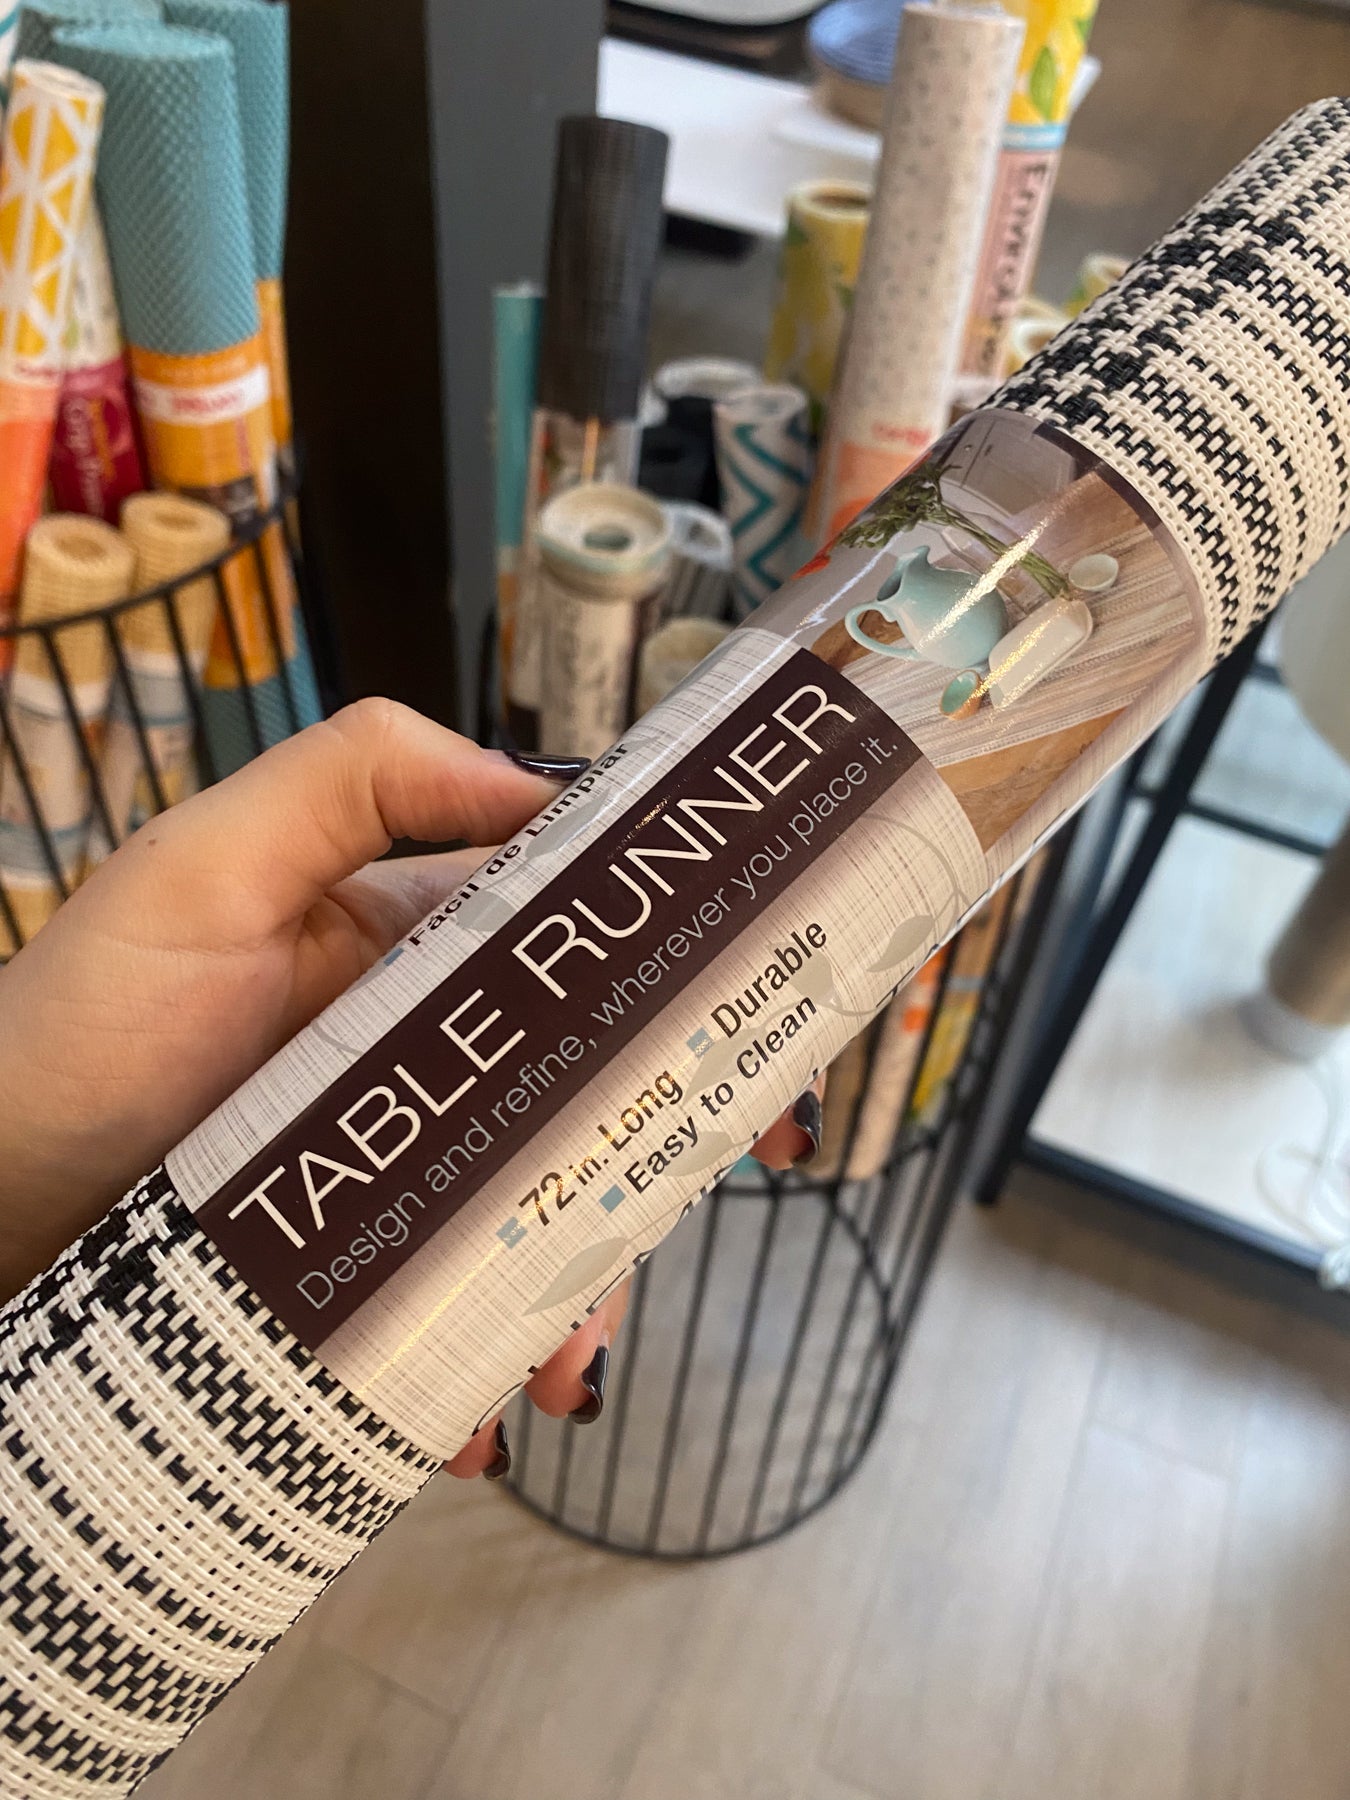 Fácil de Limpiar
TABLE RUNNER
Design and refine, wherever you place it.
72 in. Long
Durable
Easy to Clean